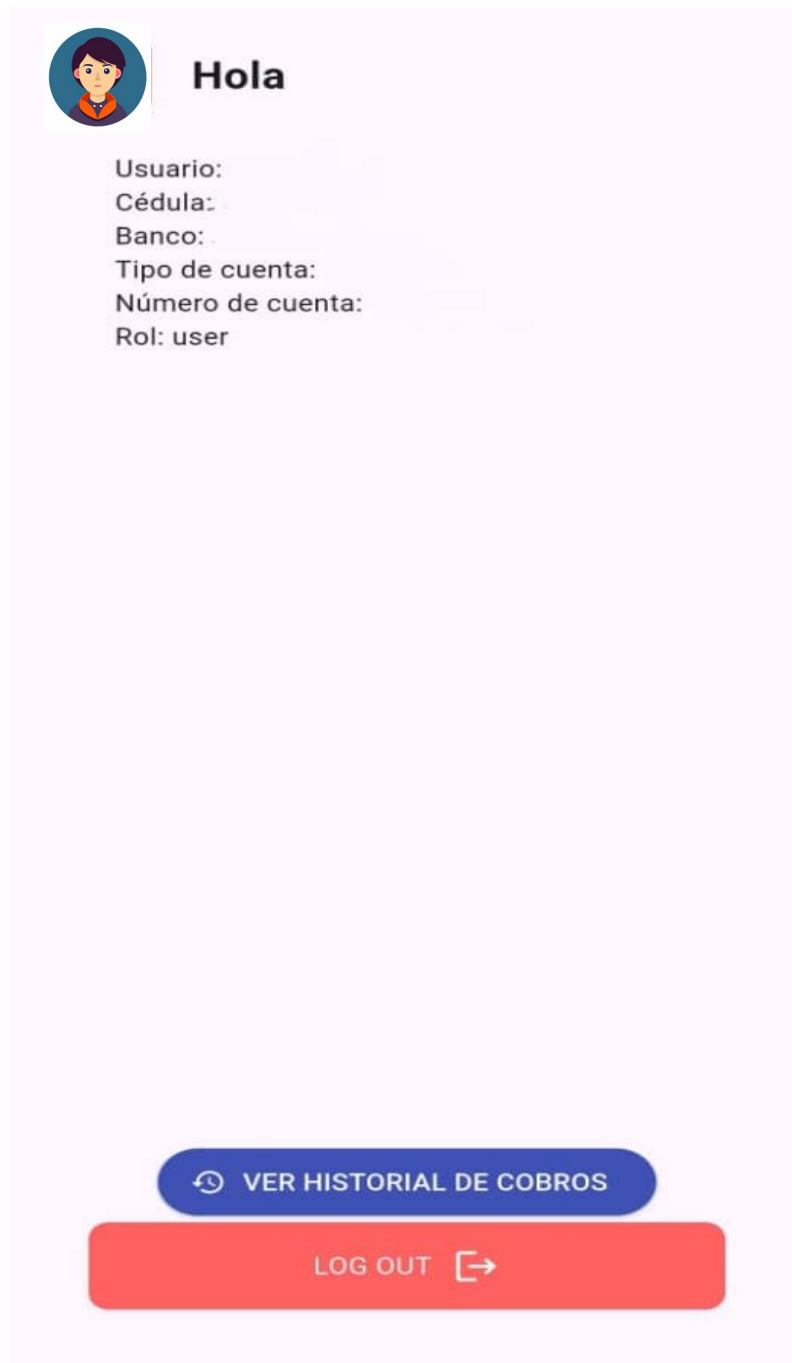 Hola
Usuario:
Cédula:
Banco:
Tipo de cuenta:
Número de cuenta:
Rol: user
VER HISTORIAL DE COBROS
LOG OUT